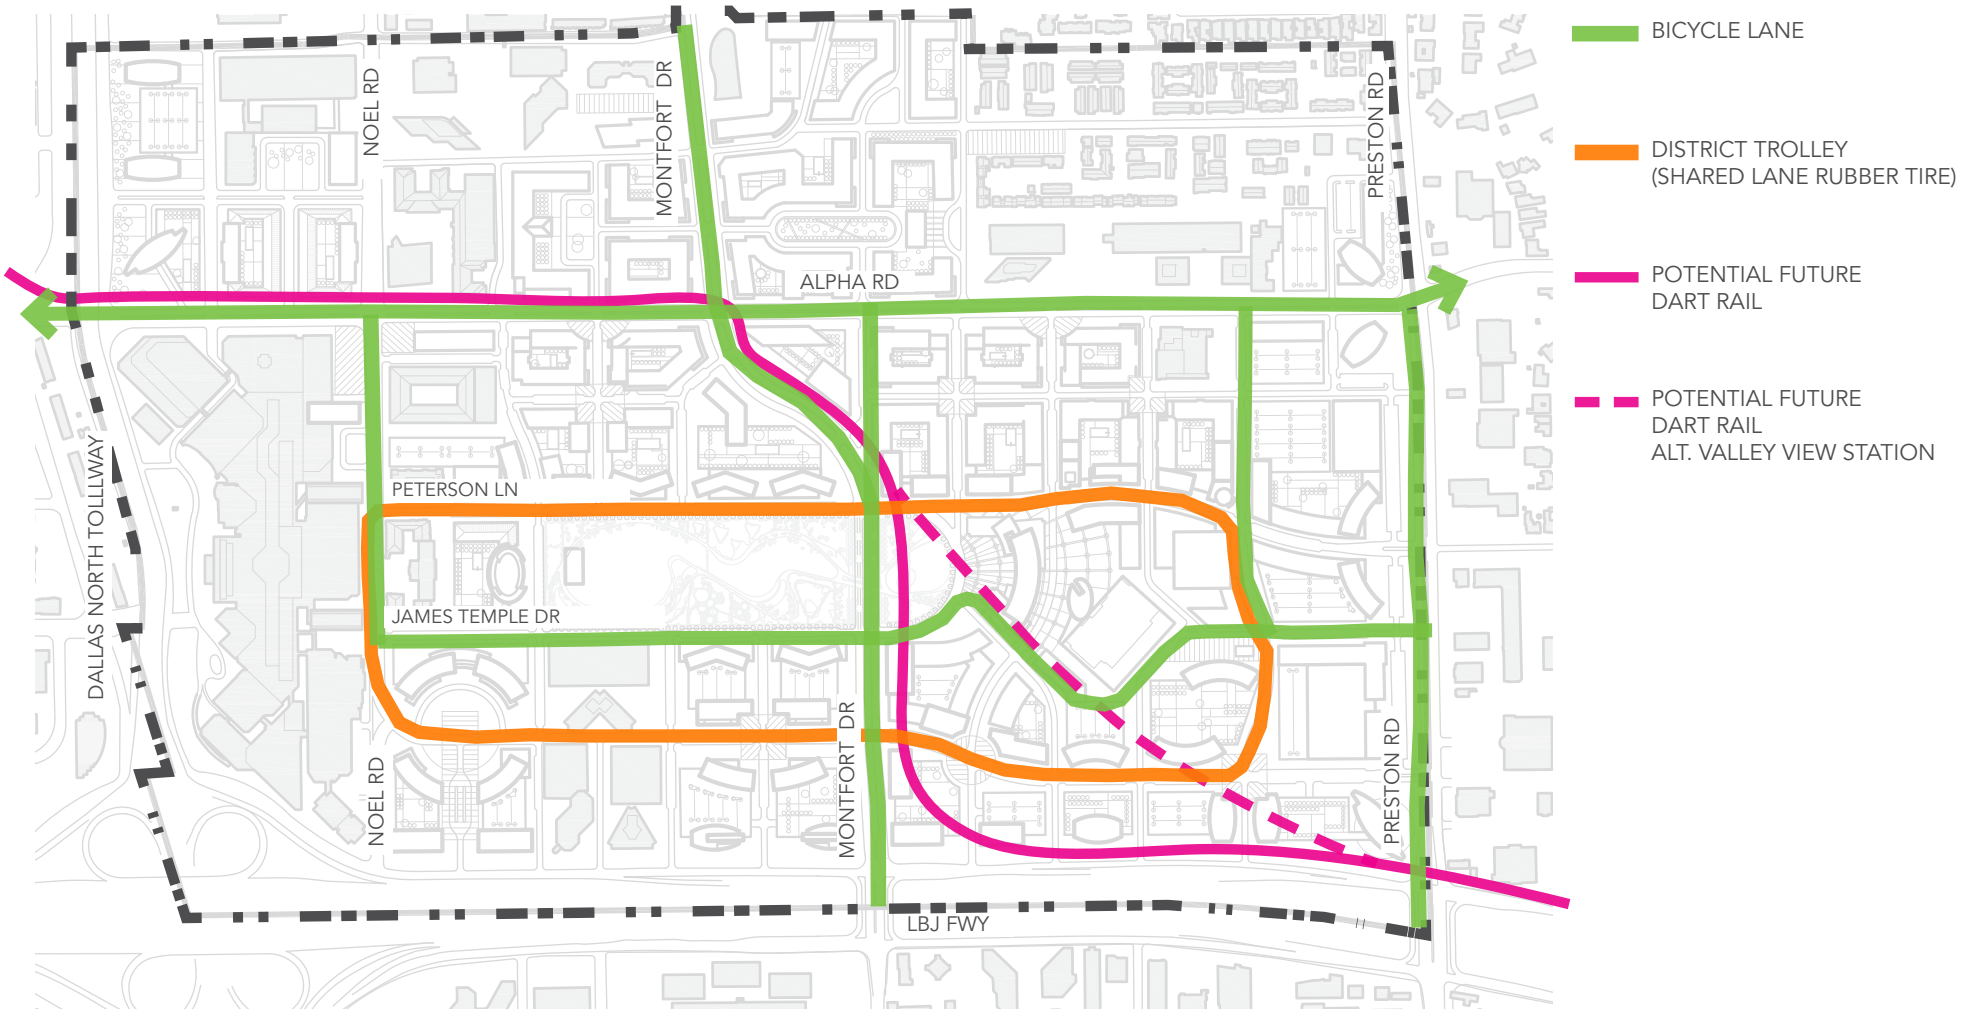 BICYCLE LANE
DISTRICT TROLLEY
(SHARED LANE RUBBER TIRE)
POTENTIAL FUTURE
DART RAIL
POTENTIAL FUTURE
DART RAIL
ALT. VALLEY VIEW STATION
NOEL RD
MONTFORT DR
PRESTON RD
ALPHA RD
DALLAS NORTH TOLLLWAY
PETERSON LN
JAMES TEMPLE DR
NOEL RD
MONTFORT DR
PRESTON RD
LBJ FWY